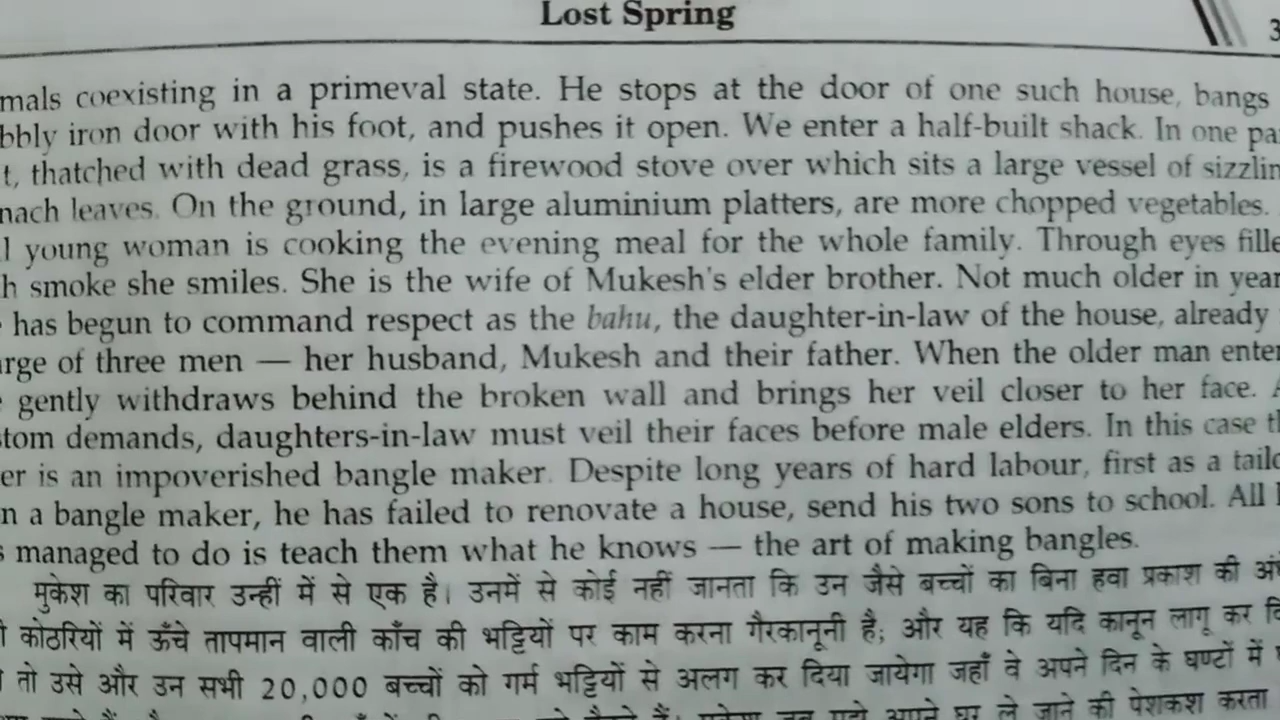 Lost Spring
3
mals coexisting in a primeval state. He stops at the door of one such house, bangs
bbly iron door with his foot, and pushes it open. We enter a half-built shack. In one pa
t, thatched with dead grass, is a firewood stove over which sits a large vessel of sizzlin
nach leaves. On the ground, in large aluminium platters, are more chopped vegetables.
l young woman is cooking the evening meal for the whole family. Through eyes fille
h smoke she smiles. She is the wife of Mukesh's elder brother. Not much older in year
has begun to command respect as the bahu, the daughter-in-law of the house, already
arge of three men — her husband, Mukesh and their father. When the older man enter
gently withdraws behind the broken wall and brings her veil closer to her face. A
stom demands, daughters-in-law must veil their faces before male elders. In this case th
er is an impoverished bangle maker. Despite long years of hard labour, first as a tailo
n a bangle maker, he has failed to renovate a house, send his two sons to school. All h
s managed to do is teach them what he knows — the art of making bangles.
मुकेश का परिवार उन्हीं में से एक है। उनमें से कोई नहीं जानता कि उन जैसे बच्चों का बिना हवा प्रकाश की अं
कोठरियों में ऊँचे तापमान वाली काँच की भट्टियों पर काम करना गैरकानूनी है; और यह कि यदि कानून लागू कर दि
तो उसे और उन सभी 20,000 बच्चों को गर्म भट्टियों से अलग कर दिया जायेगा जहाँ वे अपने दिन के घण्टों में
अपने घर ले जाने की पेशकश करता